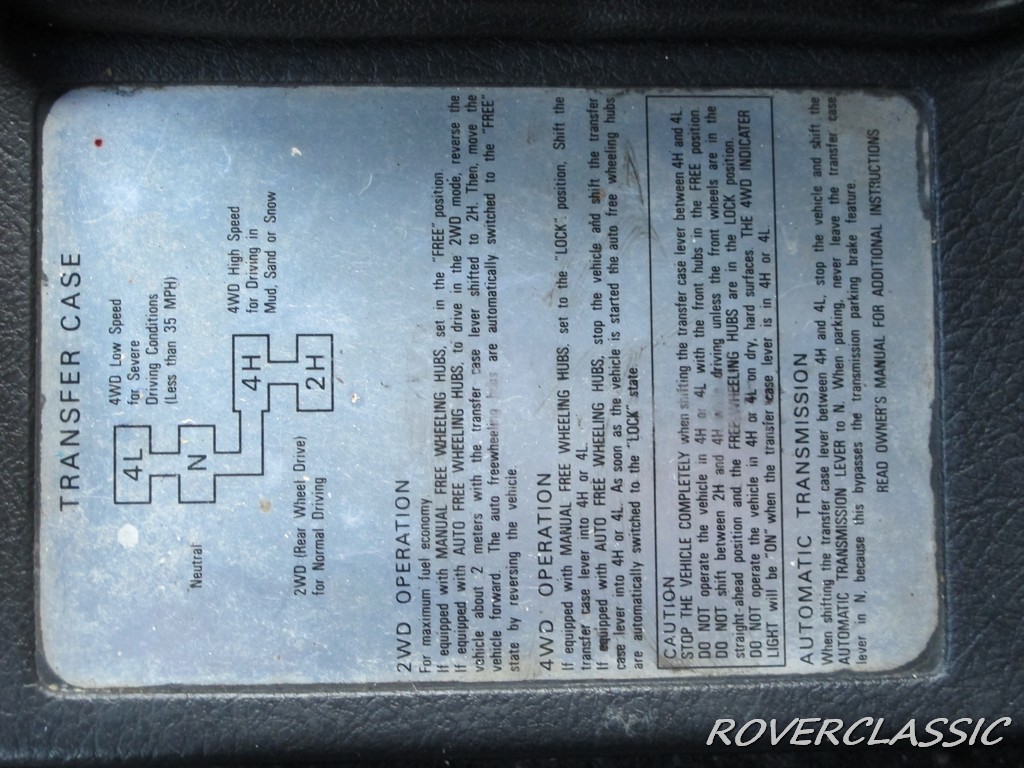 TRANSFER CASE
4L
4WD Low Speed
for Severe
Driving Conditions
(Less than 35 MPH)
Neutral
N
4H
4WD High Speed
for Driving in
Mud, Sand or Snow
2WD (Rear Wheel Drive)
for Normal Driving
2H
2WD OPERATION
For maximum fuel economy
If equipped with MANUAL FREE WHEELING HUBS, set in the "FREE" position.
If equipped with AUTO FREE WHEELING HUBS, to drive in the 2WD mode, reverse the
vehicle about 2 meters with the transfer case lever shifted to 2H. Then, move the
vehicle forward. The auto freewheeling hubs are automatically switched to the "FREE"
state by reversing the vehicle.
4WD OPERATION
If equipped with MANUAL FREE WHEELING HUBS, set to the "LOCK" position, Shift the
transfer case lever into 4H or 4L.
If equipped with AUTO FREE WHEELING HUBS, stop the vehicle and shift the transfer
case lever into 4H or 4L. As soon as the vehicle is started the auto free wheeling hubs
are automatically switched to the "LOCK" state.
CAUTION
STOP THE VEHICLE COMPLETELY when shifting the transfer case lever between 4H and 4L.
DO NOT operate the vehicle in 4H or 4L with the front hubs in the FREE position.
DO NOT shift between 2H and 4H driving unless the front wheels are in the
straight-ahead position and the FREE WHEELING HUBS are in the LOCK position.
DO NOT operate the vehicle in 4H or 4L on dry, hard surfaces. THE 4WD INDICATER
LIGHT will be "ON" when the transfer case lever is in 4H or 4L.
AUTOMATIC TRANSMISSION
When shifting the transfer case lever between 4H and 4L, stop the vehicle and shift the
AUTOMATIC TRANSMISSION LEVER to N. When parking, never leave the transfer case
lever in N, because this bypasses the transmission parking brake feature.
READ OWNER'S MANUAL FOR ADDITIONAL INSTRUCTIONS
ROVERCLASSIC